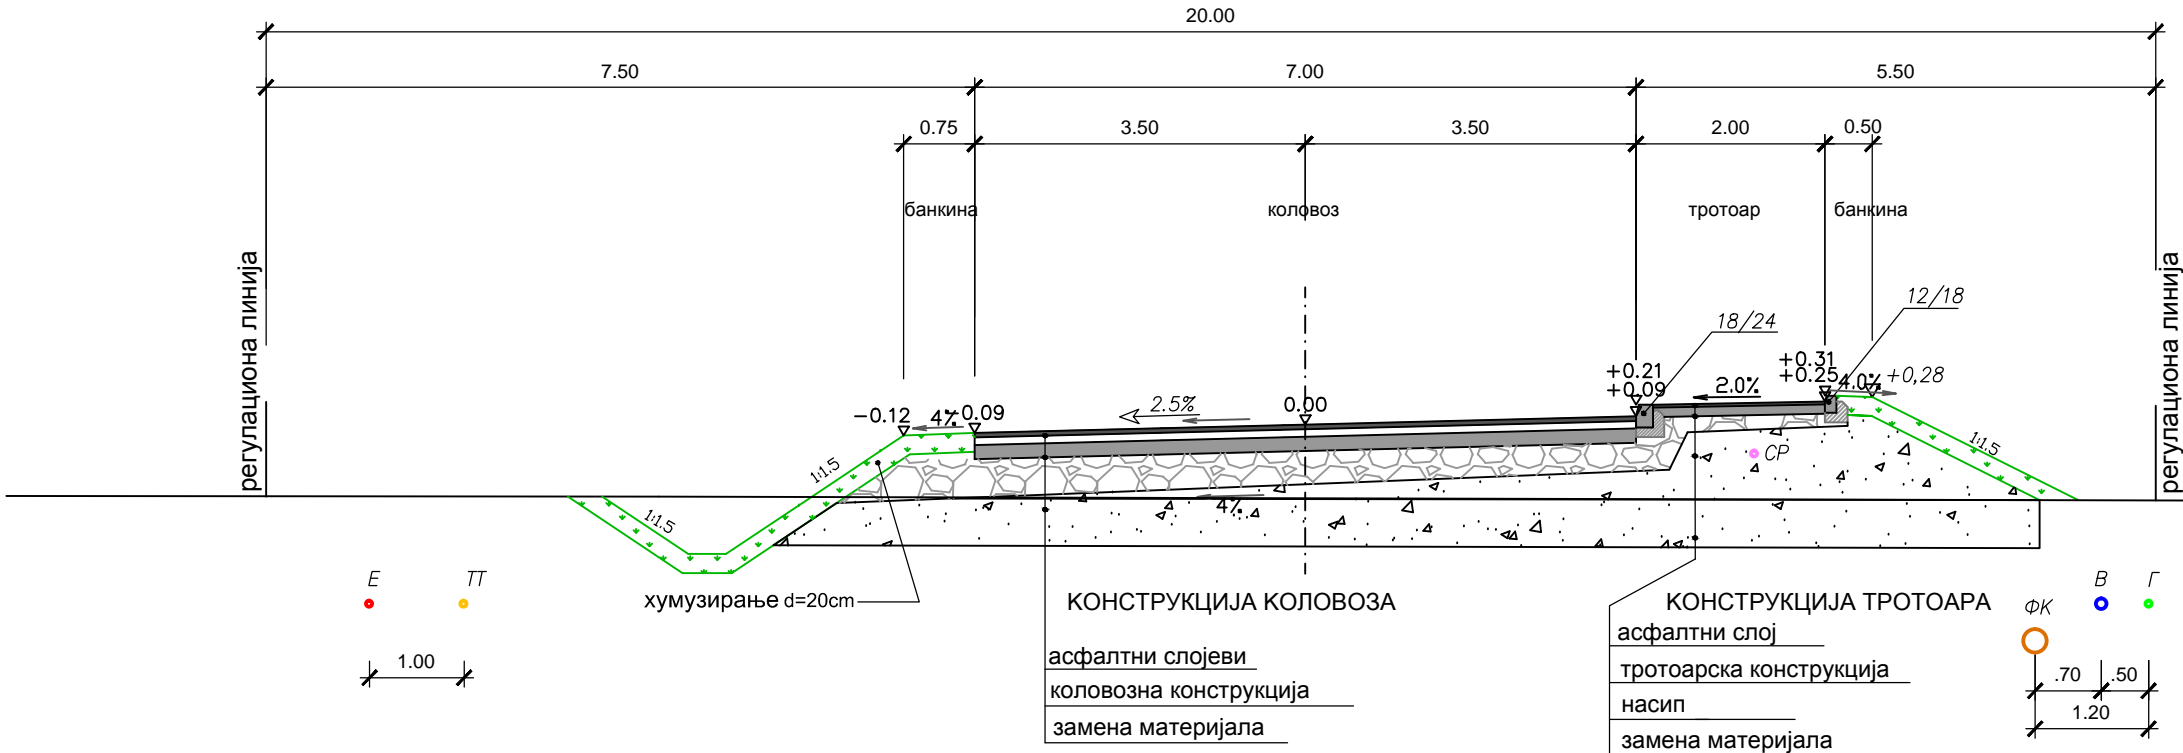 20.00
7.50 7.00 5.50
0.75 3.50 3.50 2.00 0.50
банкина коловоз тротоар банкина
регулациона линија
регулациона линија
12/18
18/24
+0.21
+0.09
+0.31
+0.25
2.0%
4.0%
+0,28
-0.12
4%
+0.09
2.5%
0.00
1:1.5
1:1.5
1:1.5
СР
4%
Е ТТ
1.00
хумузирање d=20cm
КОНСТРУКЦИЈА КОЛОВОЗА
асфалтни слојеви
коловозна конструкција
замена материјала
КОНСТРУКЦИЈА ТРОТОАРА
асфалтни слој
тротоарска конструкција
насип
замена материјала
ФК В Г
.70 .50
1.20